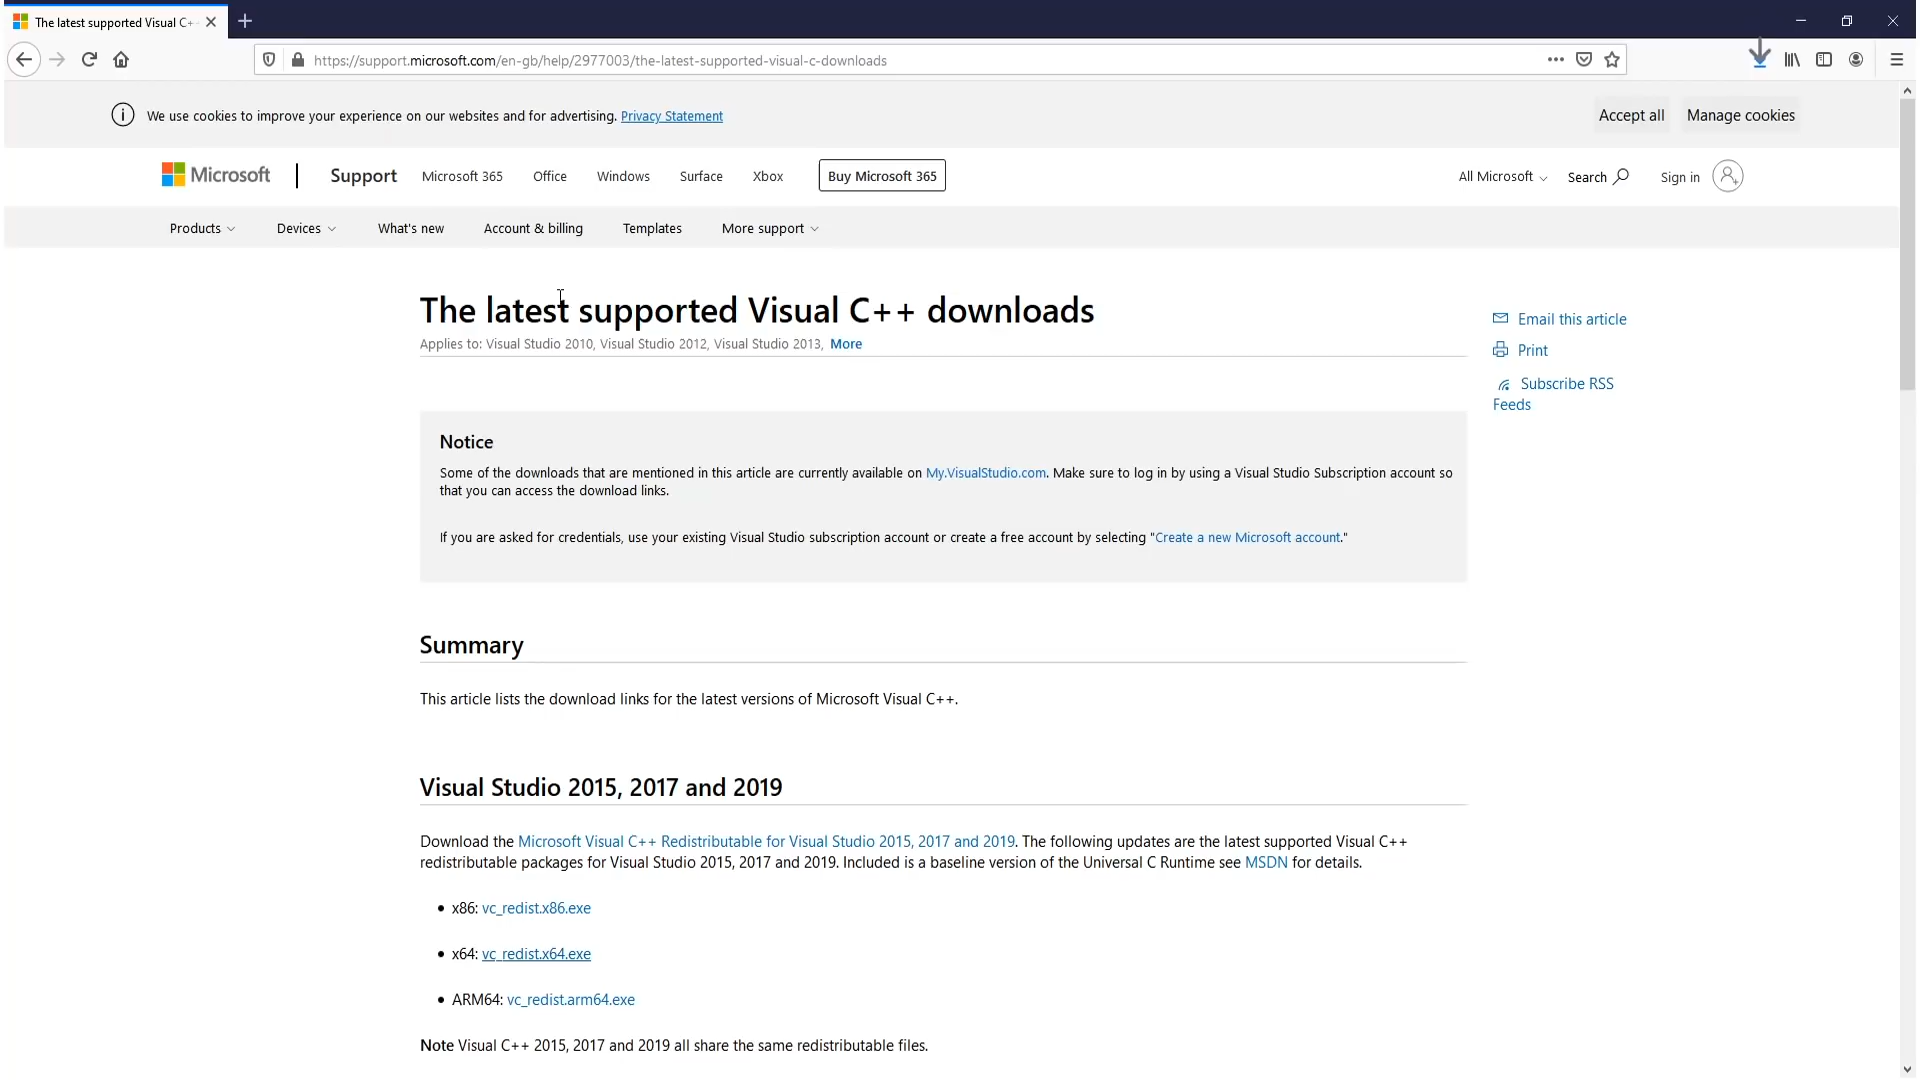 The latest supported Visual C+
https://support.microsoft.com/en-gb/help/2977003/the-latest-supported-visual-c-downloads
We use cookies to improve your experience on our websites and for advertising. Privacy Statement
Accept all
Manage cookies
Microsoft
Support
Microsoft 365
Office
Windows
Surface
Xbox
Buy Microsoft 365
All Microsoft
Search
Sign in
Products
Devices
What's new
Account & billing
Templates
More support
The latest supported Visual C++ downloads
Applies to: Visual Studio 2010, Visual Studio 2012, Visual Studio 2013, More
Email this article
Print
Subscribe RSS
Feeds
Notice
Some of the downloads that are mentioned in this article are currently available on My.VisualStudio.com. Make sure to log in by using a Visual Studio Subscription account so
that you can access the download links.
If you are asked for credentials, use your existing Visual Studio subscription account or create a free account by selecting "Create a new Microsoft account."
Summary
This article lists the download links for the latest versions of Microsoft Visual C++.
Visual Studio 2015, 2017 and 2019
Download the Microsoft Visual C++ Redistributable for Visual Studio 2015, 2017 and 2019. The following updates are the latest supported Visual C++
redistributable packages for Visual Studio 2015, 2017 and 2019. Included is a baseline version of the Universal C Runtime see MSDN for details.
• x86: vc_redist.x86.exe
• x64: vc_redist.x64.exe
• ARM64: vc_redist.arm64.exe
Note Visual C++ 2015, 2017 and 2019 all share the same redistributable files.